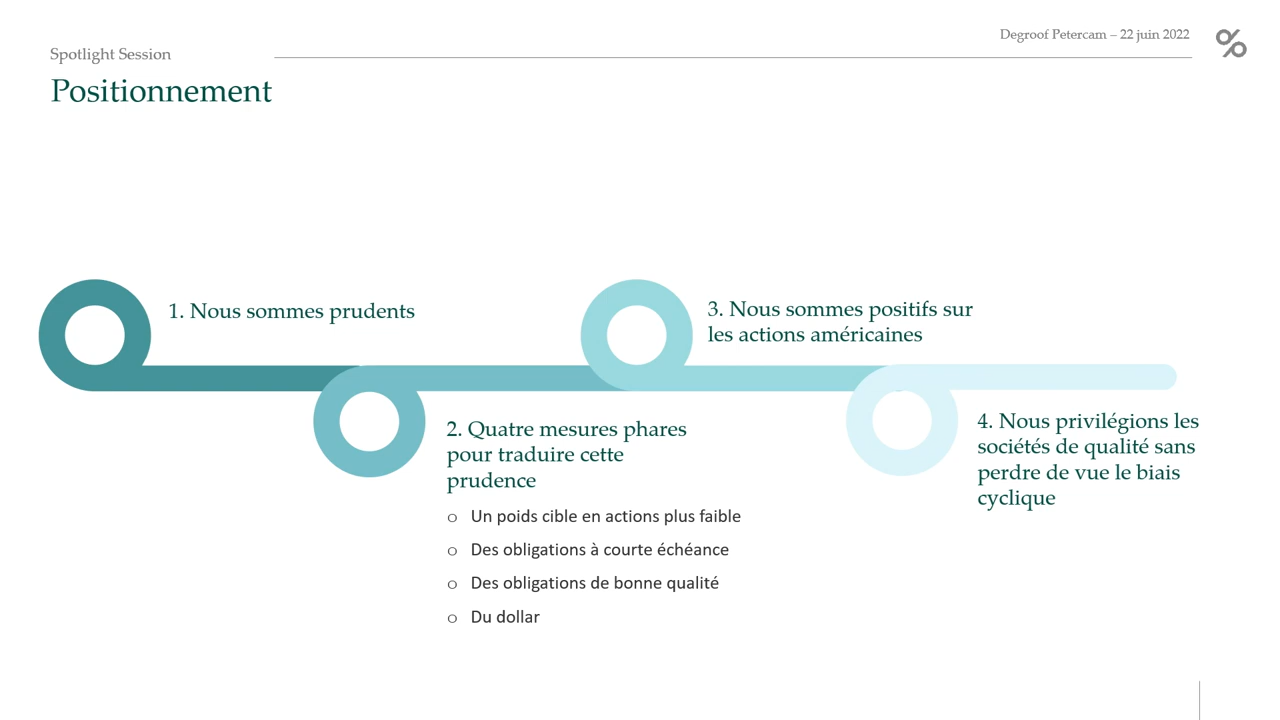 Spotlight Session
Degroof Petercam – 22 juin 2022
Positionnement
1. Nous sommes prudents
2. Quatre mesures phares
pour traduire cette
prudence
o Un poids cible en actions plus faible
o Des obligations à courte échéance
o Des obligations de bonne qualité
o Du dollar
3. Nous sommes positifs sur
les actions américaines
4. Nous privilégions les
sociétés de qualité sans
perdre de vue le biais
cyclique